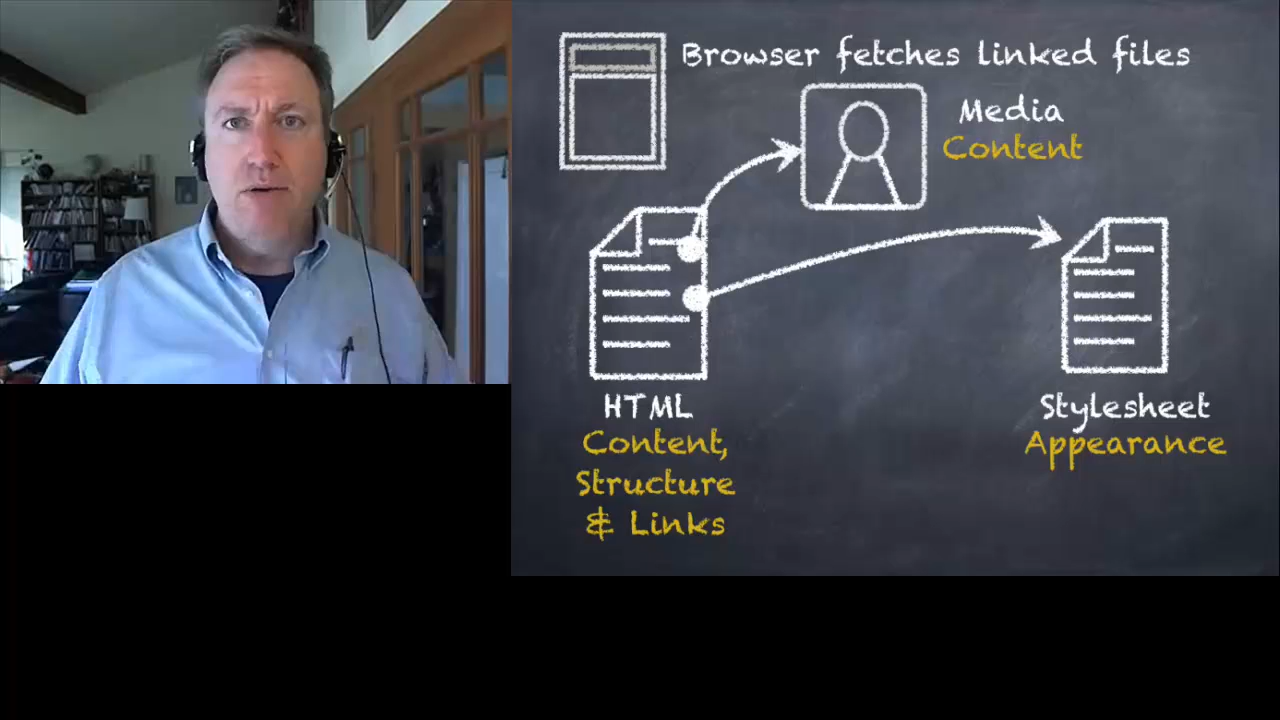 Browser fetches linked files
Media
Content
HTML
Content,
Structure
& Links
Stylesheet
Appearance